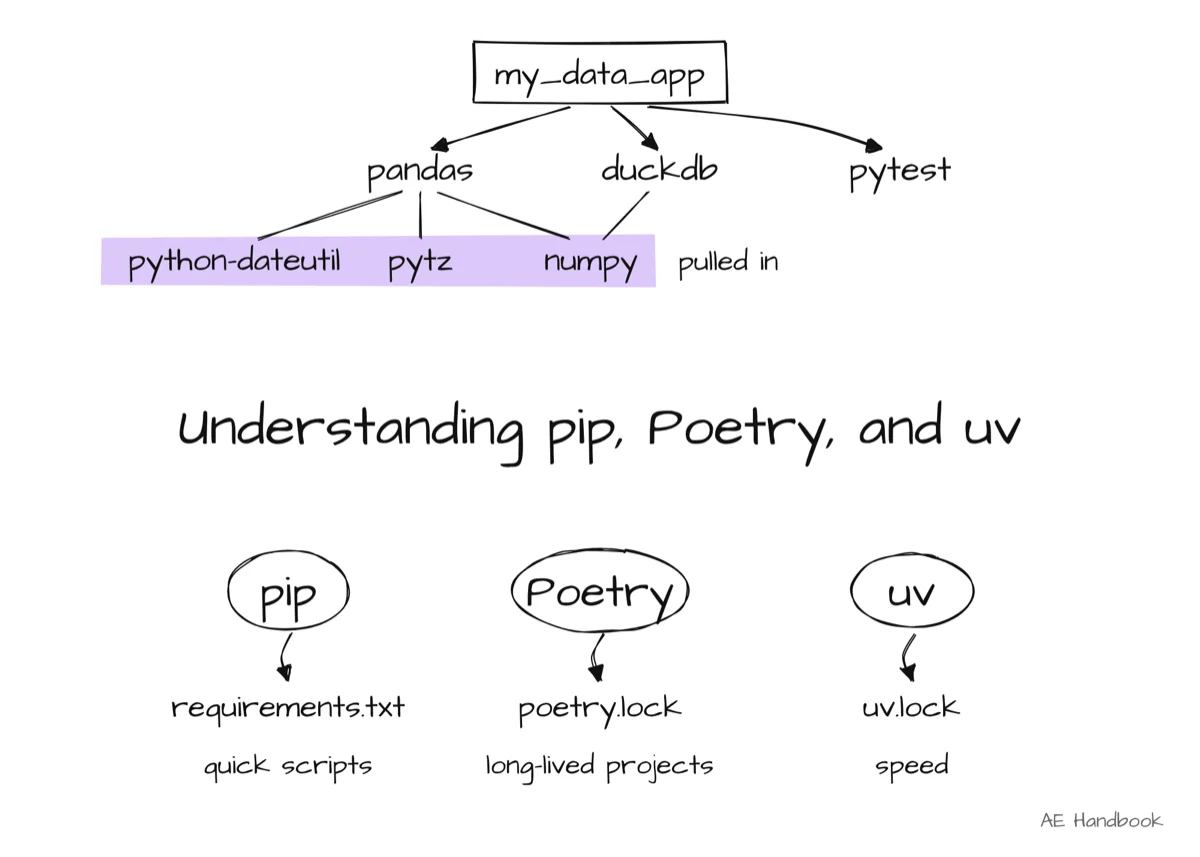 my_data_app
pandas duckdb pytest
python-dateutil pytz numpy pulled in
Understanding pip, Poetry, and uv
pip Poetry uv
requirements.txt poetry.lock uv.lock
quick scripts long-lived projects speed
AE Handbook